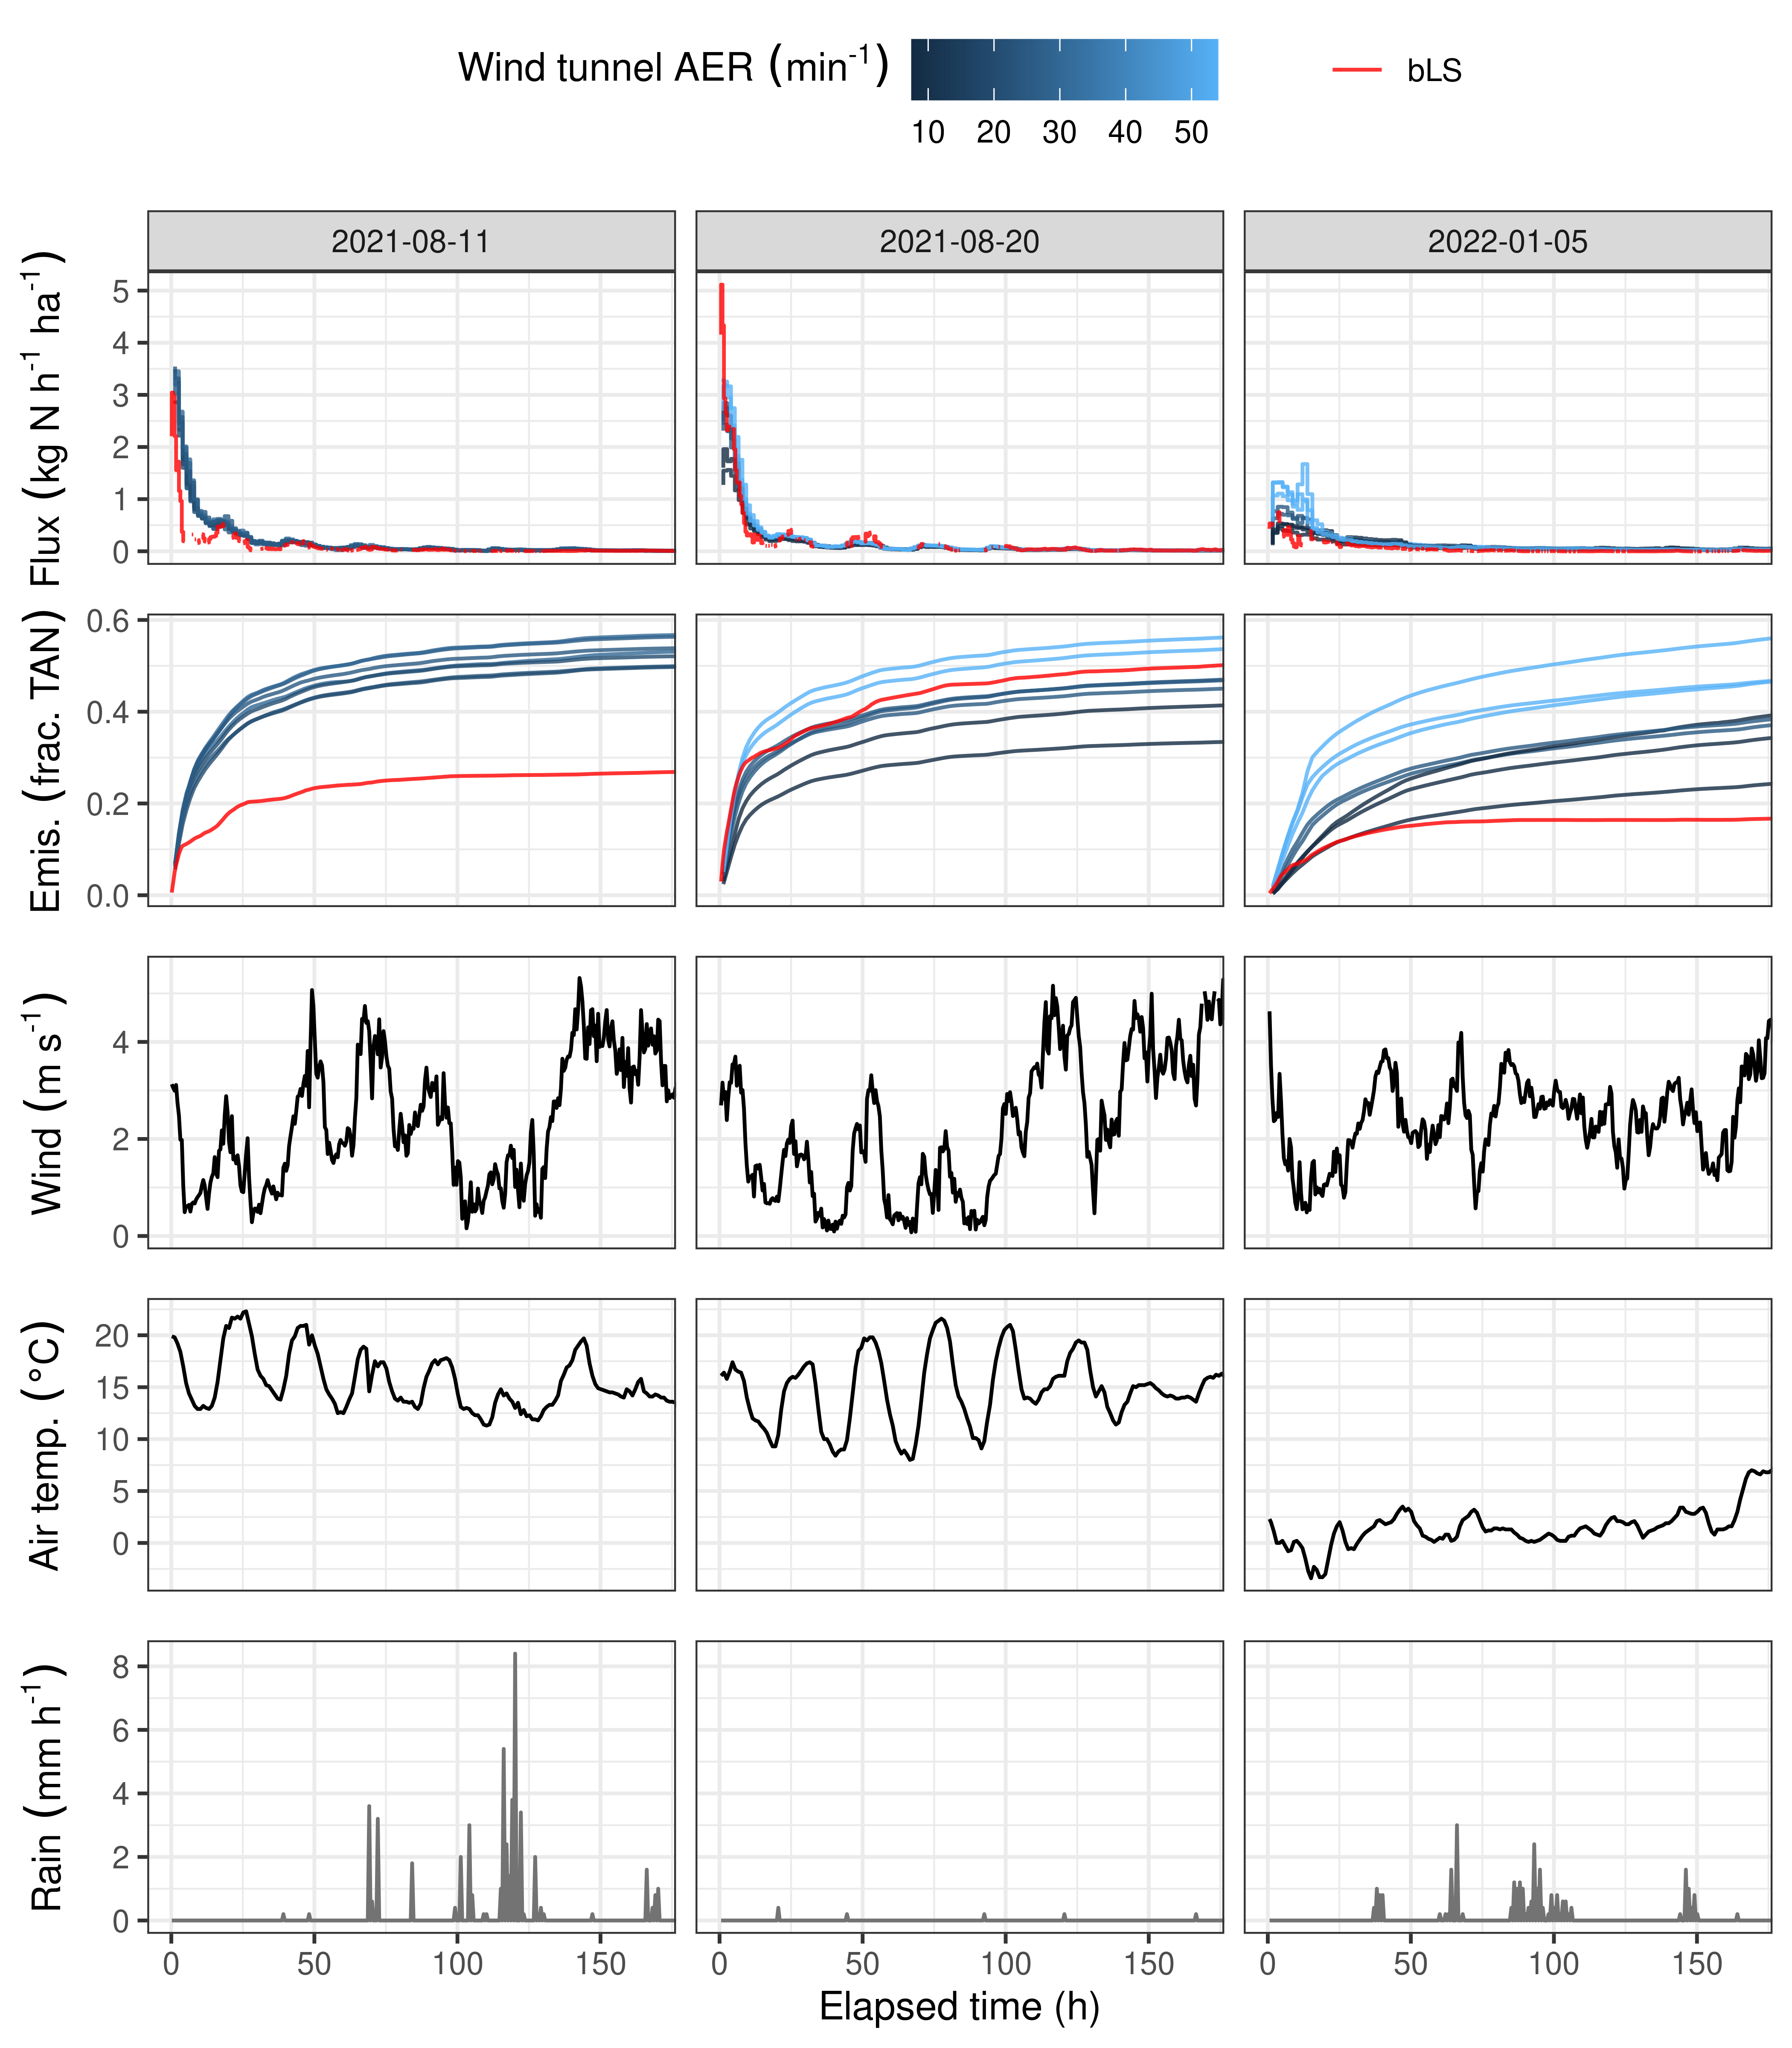 Wind tunnel AER (min-1)
10 20 30 40 50
bLS
2021-08-11 2021-08-20 2022-01-05
Flux (kg N h-1 ha-1)
5
4
3
2
1
0
Emis. (frac. TAN)
0.6
0.4
0.2
0.0
Wind (m s-1)
4
2
0
Air temp. (°C)
20
15
10
5
0
Rain (mm h-1)
8
6
4
2
0
0 50 100 150 0 50 100 150 0 50 100 150
Elapsed time (h)